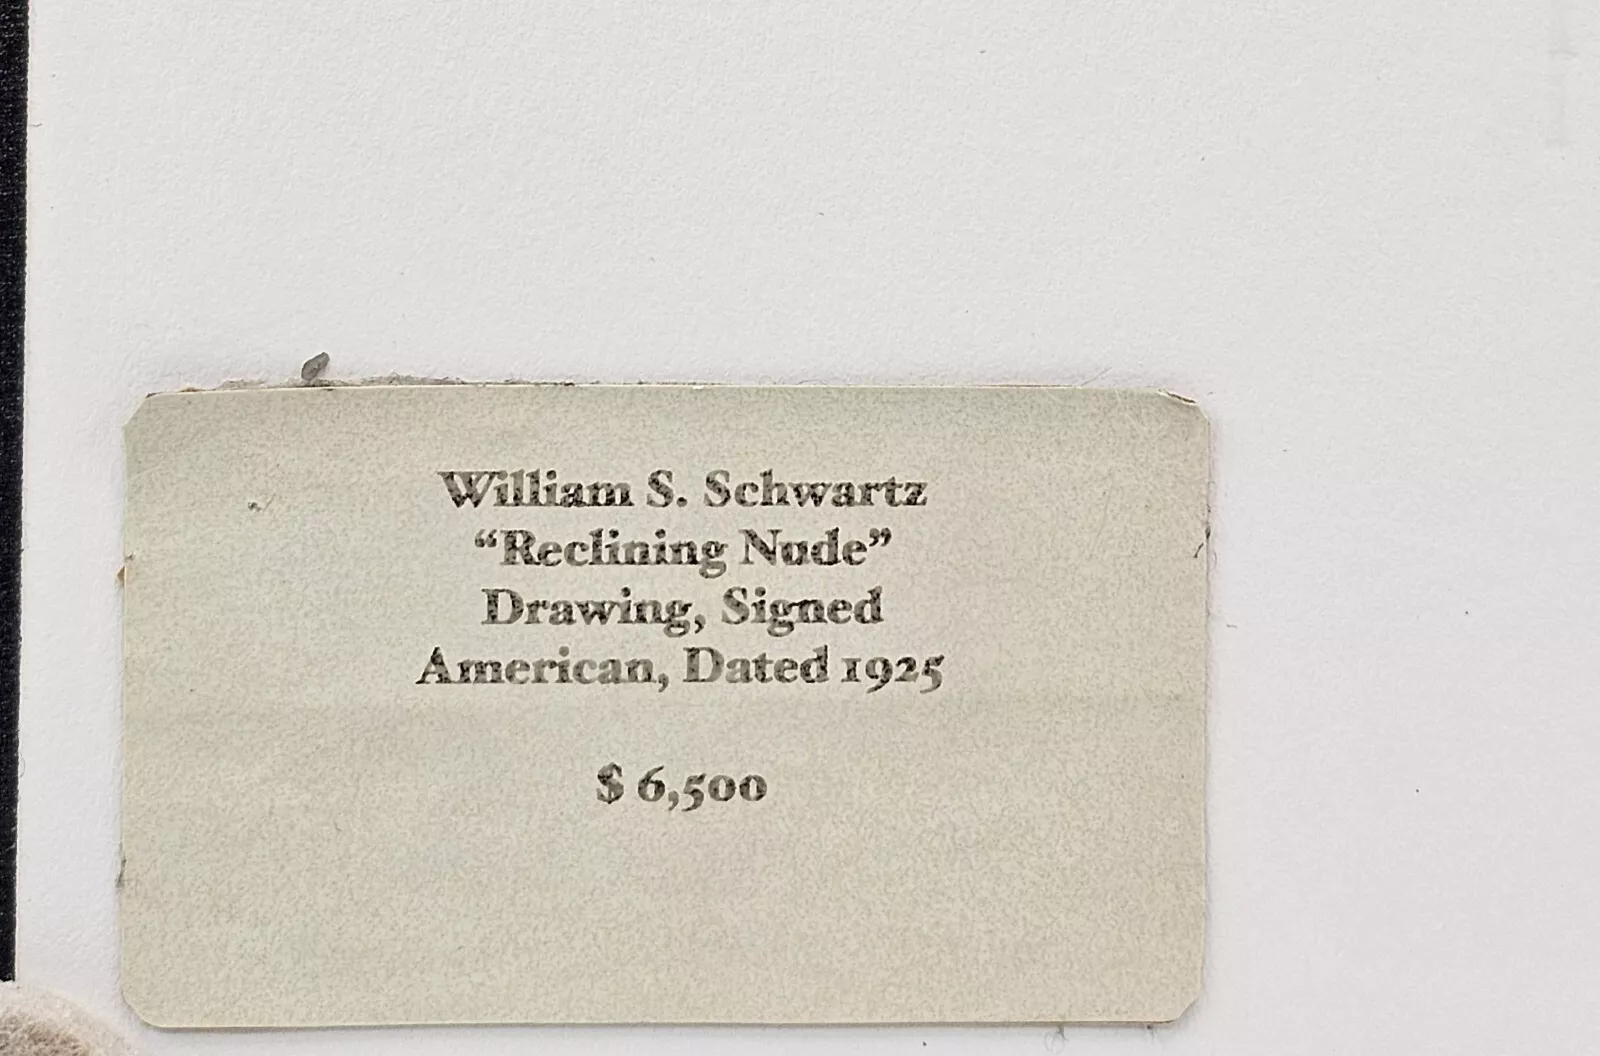 William S. Schwartz
“Reclining Nude”
Drawing, Signed
American, Dated 1925
$ 6,500